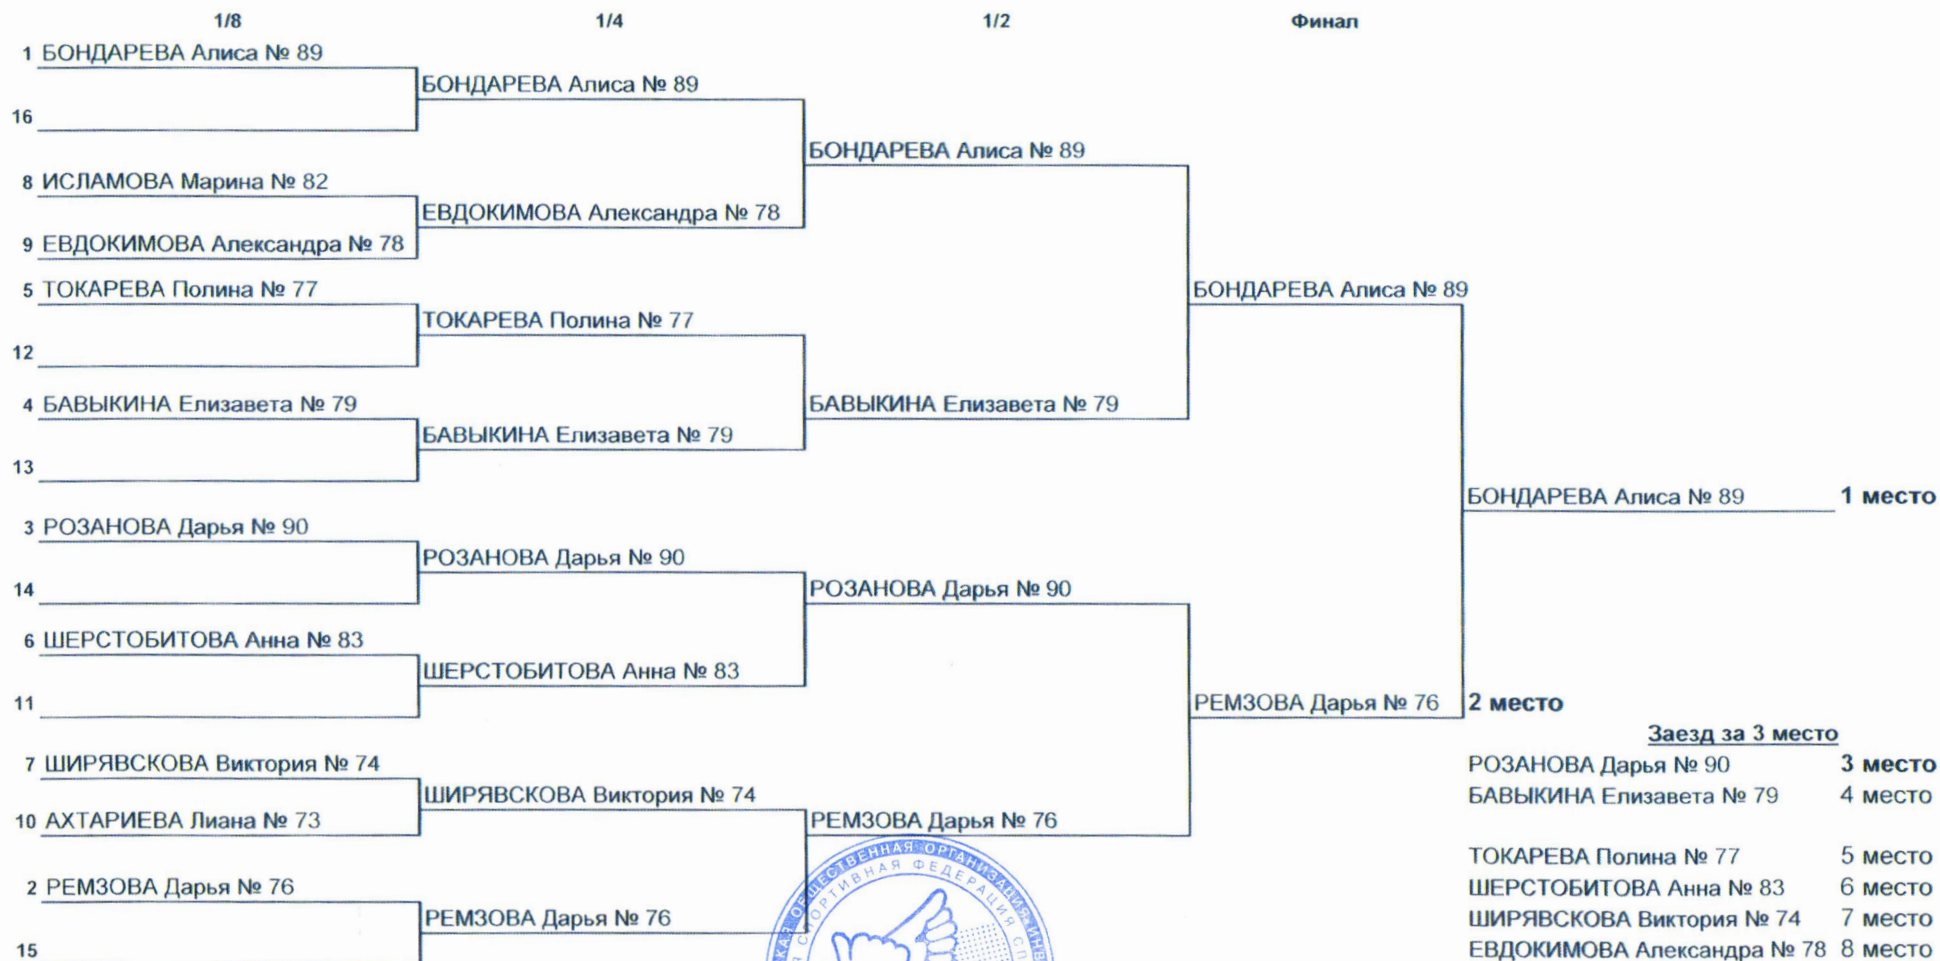 1/8 1/4 1/2 Финал
1 БОНДАРЕВА Алиса № 89
БОНДАРЕВА Алиса № 89
16
БОНДАРЕВА Алиса № 89
8 ИСЛАМОВА Марина № 82
ЕВДОКИМОВА Александра № 78
9 ЕВДОКИМОВА Александра № 78
5 ТОКАРЕВА Полина № 77
БОНДАРЕВА Алиса № 89
ТОКАРЕВА Полина № 77
12
4 БАВЫКИНА Елизавета № 79
БАВЫКИНА Елизавета № 79
БАВЫКИНА Елизавета № 79
13
БОНДАРЕВА Алиса № 89 1 место
3 РОЗАНОВА Дарья № 90
РОЗАНОВА Дарья № 90
14
РОЗАНОВА Дарья № 90
6 ШЕРСТОБИТОВА Анна № 83
ШЕРСТОБИТОВА Анна № 83
11
РЕМЗОВА Дарья № 76 2 место
Заезд за 3 место
7 ШИРЯВСКОВА Виктория № 74
РОЗАНОВА Дарья № 90 3 место
ШИРЯВСКОВА Виктория № 74
БАВЫКИНА Елизавета № 79 4 место
10 АХТАРИЕВА Лиана № 73
РЕМЗОВА Дарья № 76
ТОКАРЕВА Полина № 77 5 место
2 РЕМЗОВА Дарья № 76
ШЕРСТОБИТОВА Анна № 83 6 место
РЕМЗОВА Дарья № 76
ШИРЯВСКОВА Виктория № 74 7 место
15
ЕВДОКИМОВА Александра № 78 8 место
ОБЩЕСТВЕННАЯ ОРГАНИЗАЦИЯ
СПОРТИВНАЯ ФЕДЕРАЦИЯ